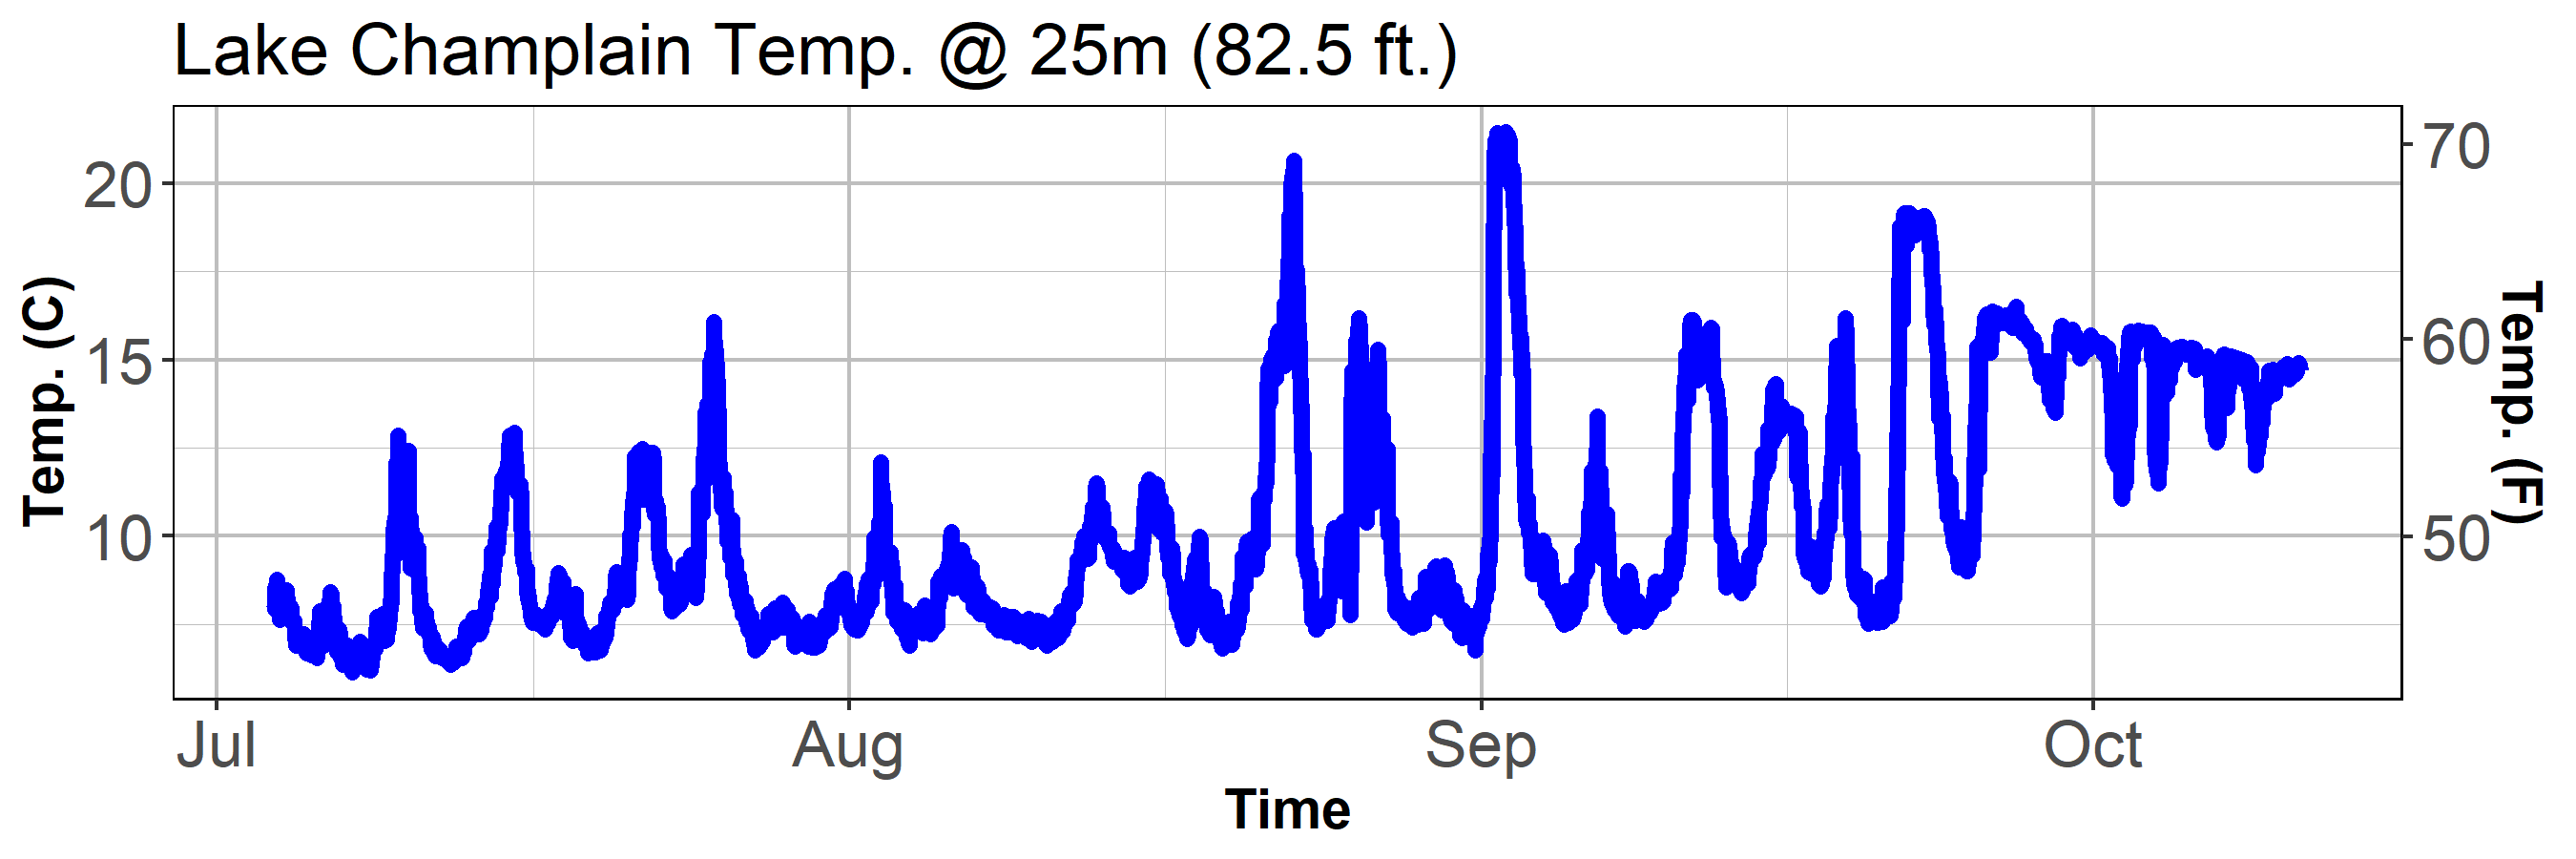 Lake Champlain Temp. @ 25m (82.5 ft.)
Temp. (C)
20
15
10
70
60
50
Temp. (F)
Jul Aug Sep Oct
Time